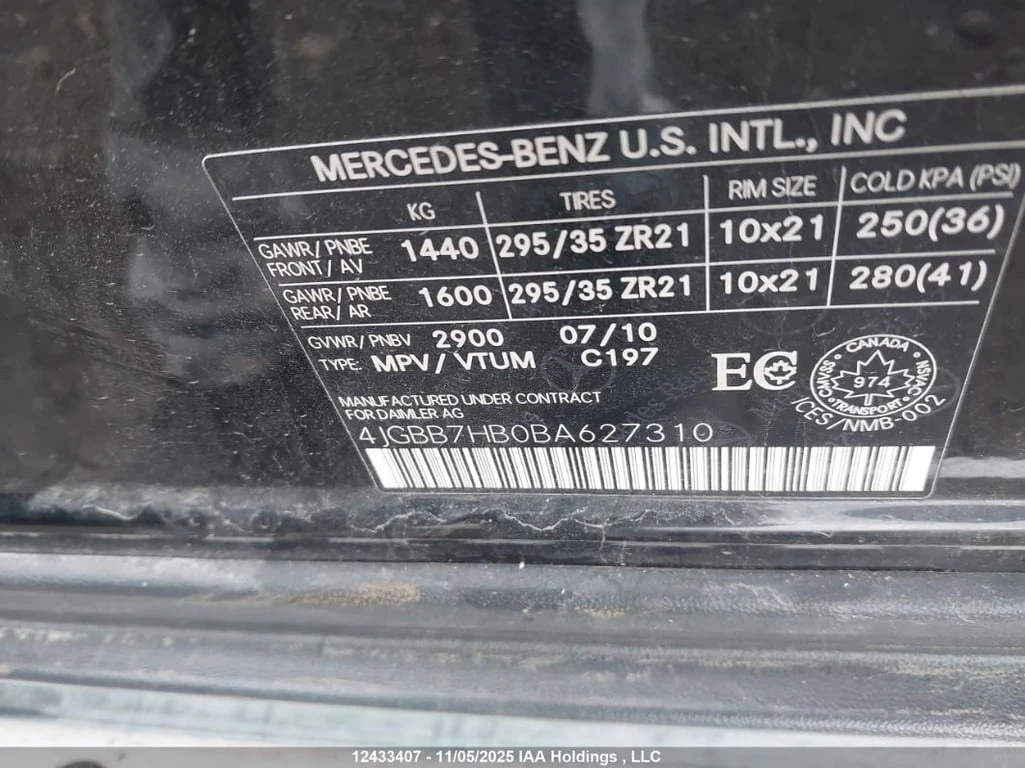 MERCEDES-BENZ U.S. INTL., INC
KG TIRES RIM SIZE COLD KPA (PSI)
GAWR/PNBE FRONT/AV 1440 295/35 ZR21 10x21 250(36)
GAWR/PNBE REAR/AR 1600 295/35 ZR21 10x21 280(41)
GVWR/PNBV 2900 07/10
TYPE: MPV/VTUM C197
EC
CANADA
CMVSS 974 NSVAC
TRANSPORT
ICES/NMB-002
MANUFACTURED UNDER CONTRACT
FOR DAIMLER AG
4JGBB7HB0BA627310
12433407 - 11/05/2025 IAA Holdings , LLC